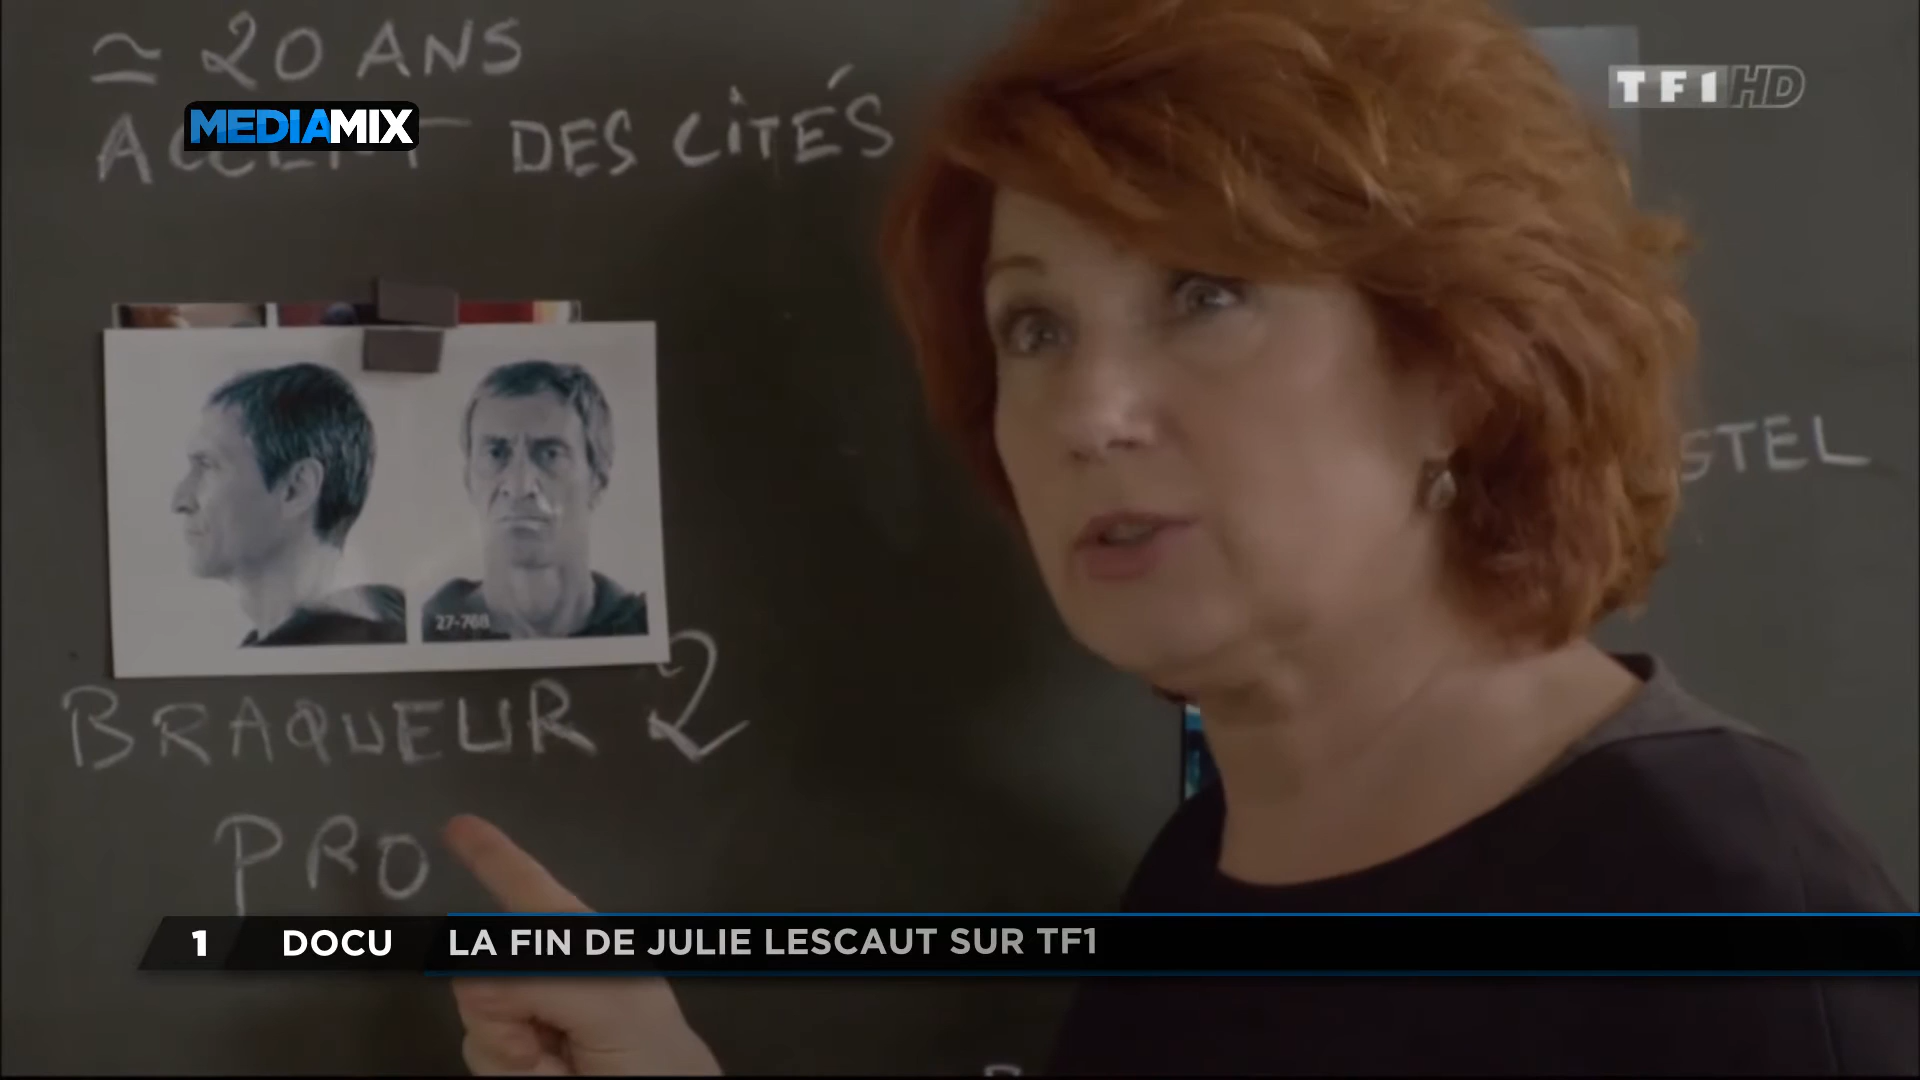 ≃ 20 ANS
ACCENT DES CITÉS
MEDIAMIX
TF1 HD
STEL
27-768
BRAQUEUR 2
PRO
1 DOCU LA FIN DE JULIE LESCAUT SUR TF1